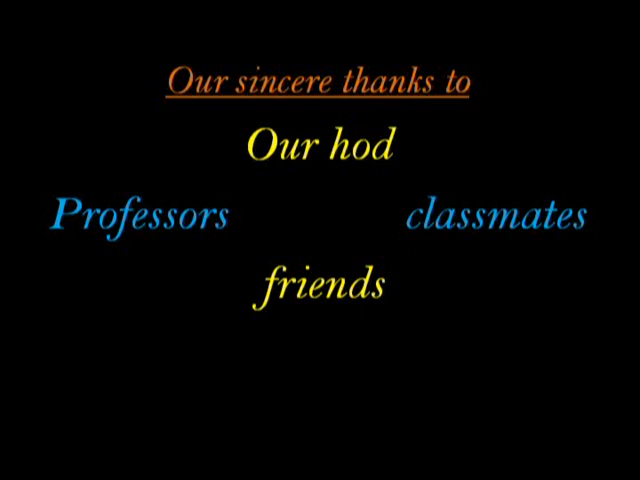 Our sincere thanks to
Our hod
Professors classmates
friends